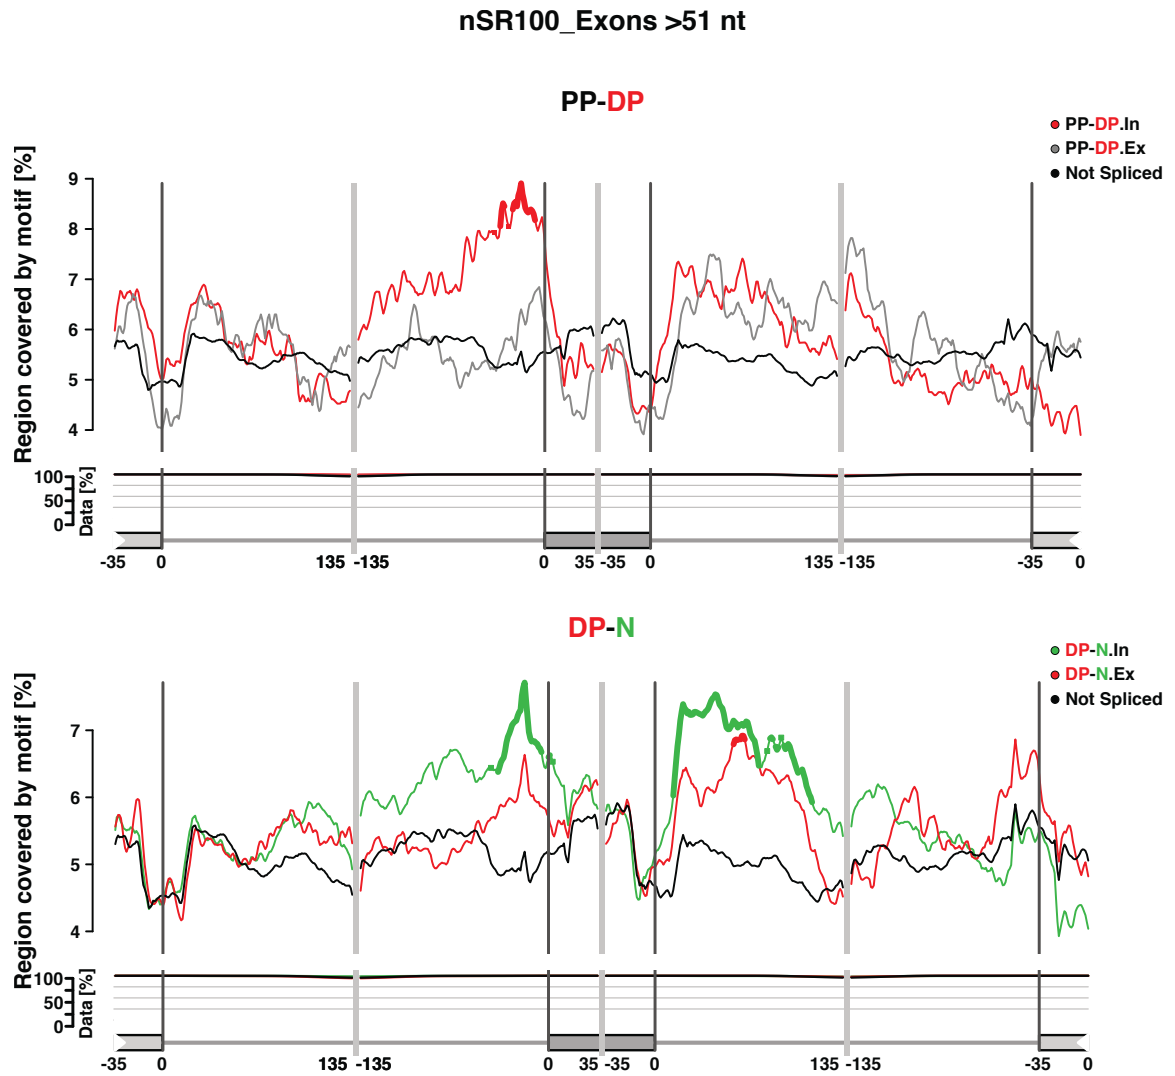 nSR100_Exons >51 nt
PP-DP
PP-DP.In
PP-DP.Ex
Not Spliced
Region covered by motif [%]
9
8
7
6
5
4
100
50
0
Data [%]
-35 0 135 -135 0 35 -35 0 135 -135 -35 0
DP-N
DP-N.In
DP-N.Ex
Not Spliced
Region covered by motif [%]
7
6
5
4
100
50
0
Data [%]
-35 0 135 -135 0 35 -35 0 135 -135 -35 0